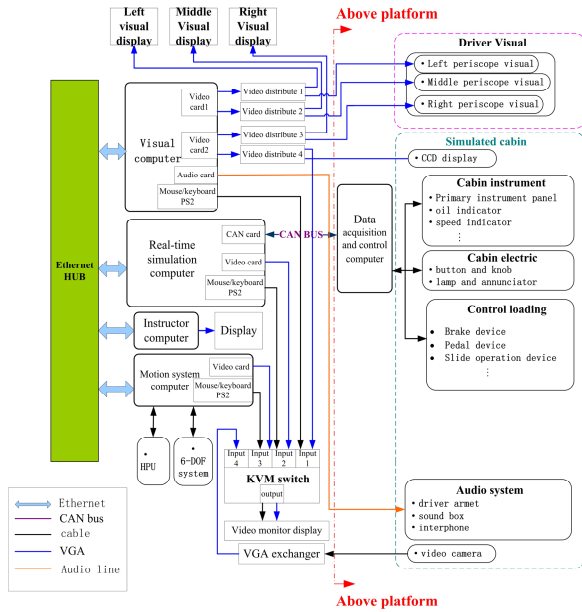 Left
visual
display
Middle
Visual
display
Right
Visual
display
Above platform
Driver Visual
• Left periscope visual
• Middle periscope visual
• Right periscope visual
Video
card1
Video distribute 1
Video distribute 2
Video
card2
Video distribute 3
Video distribute 4
Visual
computer
Audio card
Mouse/keyboard
PS2
Simulated cabin
• CCD display
Cabin instrument
• Primary instrument panel
• oil indicator
• speed indicator
⋮
Ethernet
HUB
Real-time
simulation
computer
CAN card
CAN BUS
Video card
Mouse/keyboard
PS2
Data
acquisition
and control
computer
Cabin electric
• button and knob
• lamp and annunciator
Control loading
• Brake device
• Pedal device
• Slide operation device
⋮
Instructor
computer
Display
Motion system
computer
Video card
Mouse/keyboard
PS2
• HPU
• 6-DOF
system
Input
4
Input
3
Input
2
Input
1
KVM switch
output
Video monitor display
VGA exchanger
Audio system
• driver armet
• sound box
• interphone
• video camera
Ethernet
CAN bus
cable
VGA
Audio line
Above platform